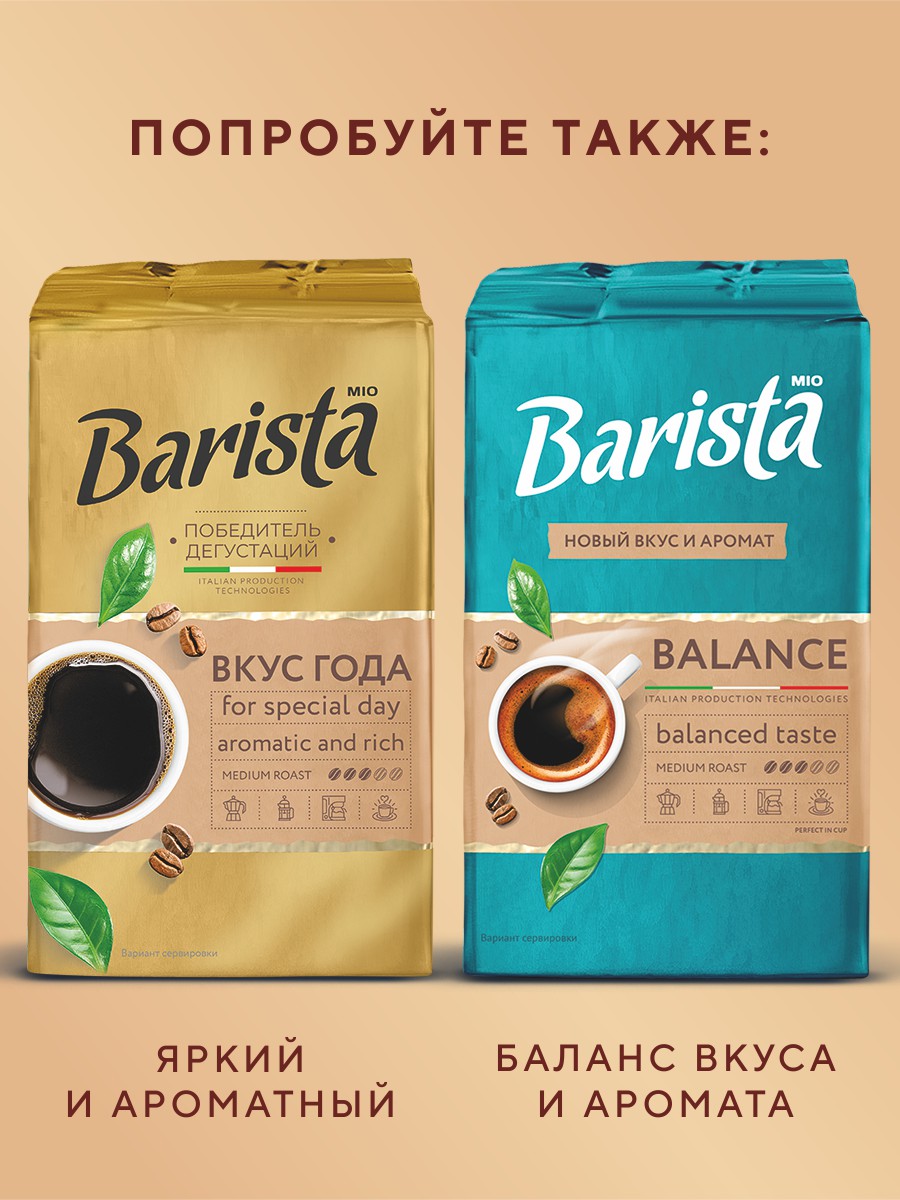 ПОПРОБУЙТЕ ТАКЖЕ:
MIO
Barista
ПОБЕДИТЕЛЬ
ДЕГУСТАЦИЙ
ITALIAN PRODUCTION
TECHNOLOGIES
ВКУС ГОДА
for special day
aromatic and rich
MEDIUM ROAST
Вариант сервировки
MIO
Barista
НОВЫЙ ВКУС И АРОМАТ
BALANCE
ITALIAN PRODUCTION TECHNOLOGIES
balanced taste
MEDIUM ROAST
PERFECT IN CUP
Вариант сервировки
ЯРКИЙ
И АРОМАТНЫЙ
БАЛАНС ВКУСА
И АРОМАТА